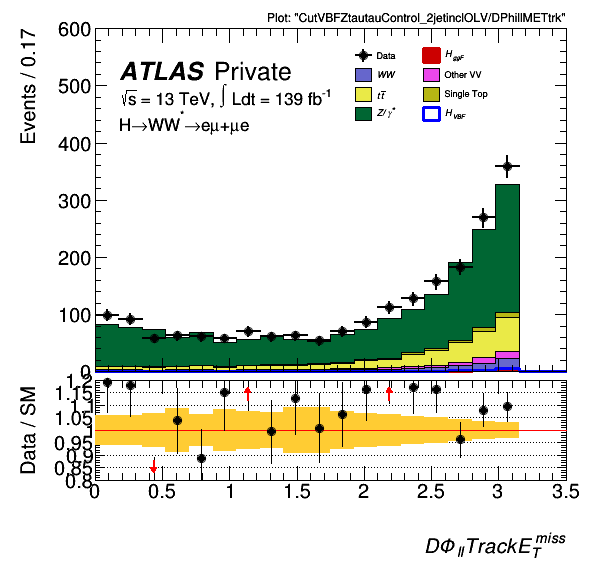 Plot: "CutVBFZtautauControl_2jetinclOLV/DPhillMETtrk"
Events / 0.17
600
500
400
300
200
100
0
ATLAS Private
√s = 13 TeV, ∫ Ldt = 139 fb⁻¹
H→WW*→eμ+μe
Data
H_ggF
WW
Other VV
tt̄
Single Top
Z/γ*
H_VBF
Data / SM
1.2
1.15
1.1
1.05
1
0.95
0.9
0.85
0.8
0 0.5 1 1.5 2 2.5 3 3.5
DΦ_ll TrackE_T^miss